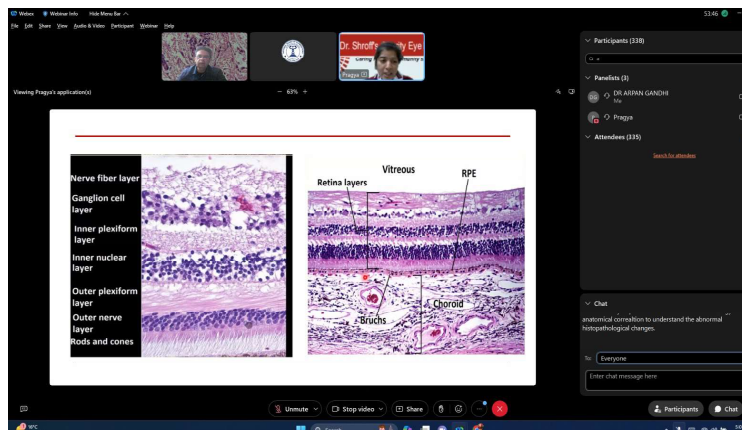 Webex
Webinar Info
Hide Menu Bar
53:46
File Edit Share View Audio & Video Participant Webinar Help
Dr. Shroff's
ty Eye
Pragya
Viewing Pragya's application(s)
− 63% +
Nerve fiber layer
Ganglion cell
layer
Inner plexiform
layer
Inner nuclear
layer
Outer plexiform
layer
Outer nerve
layer
Rods and cones
Vitreous
RPE
Retina layers
Choroid
Bruchs
Participants (338)
Panelists (3)
DG
DR ARPAN GANDHI
Me
Pragya
Attendees (335)
Search for attendees
Chat
anatomical correaltion to understand the abnormal
histopathological changes.
To: Everyone
Enter chat message here
Unmute
Stop video
Share
Participants
Chat
18°C
Search